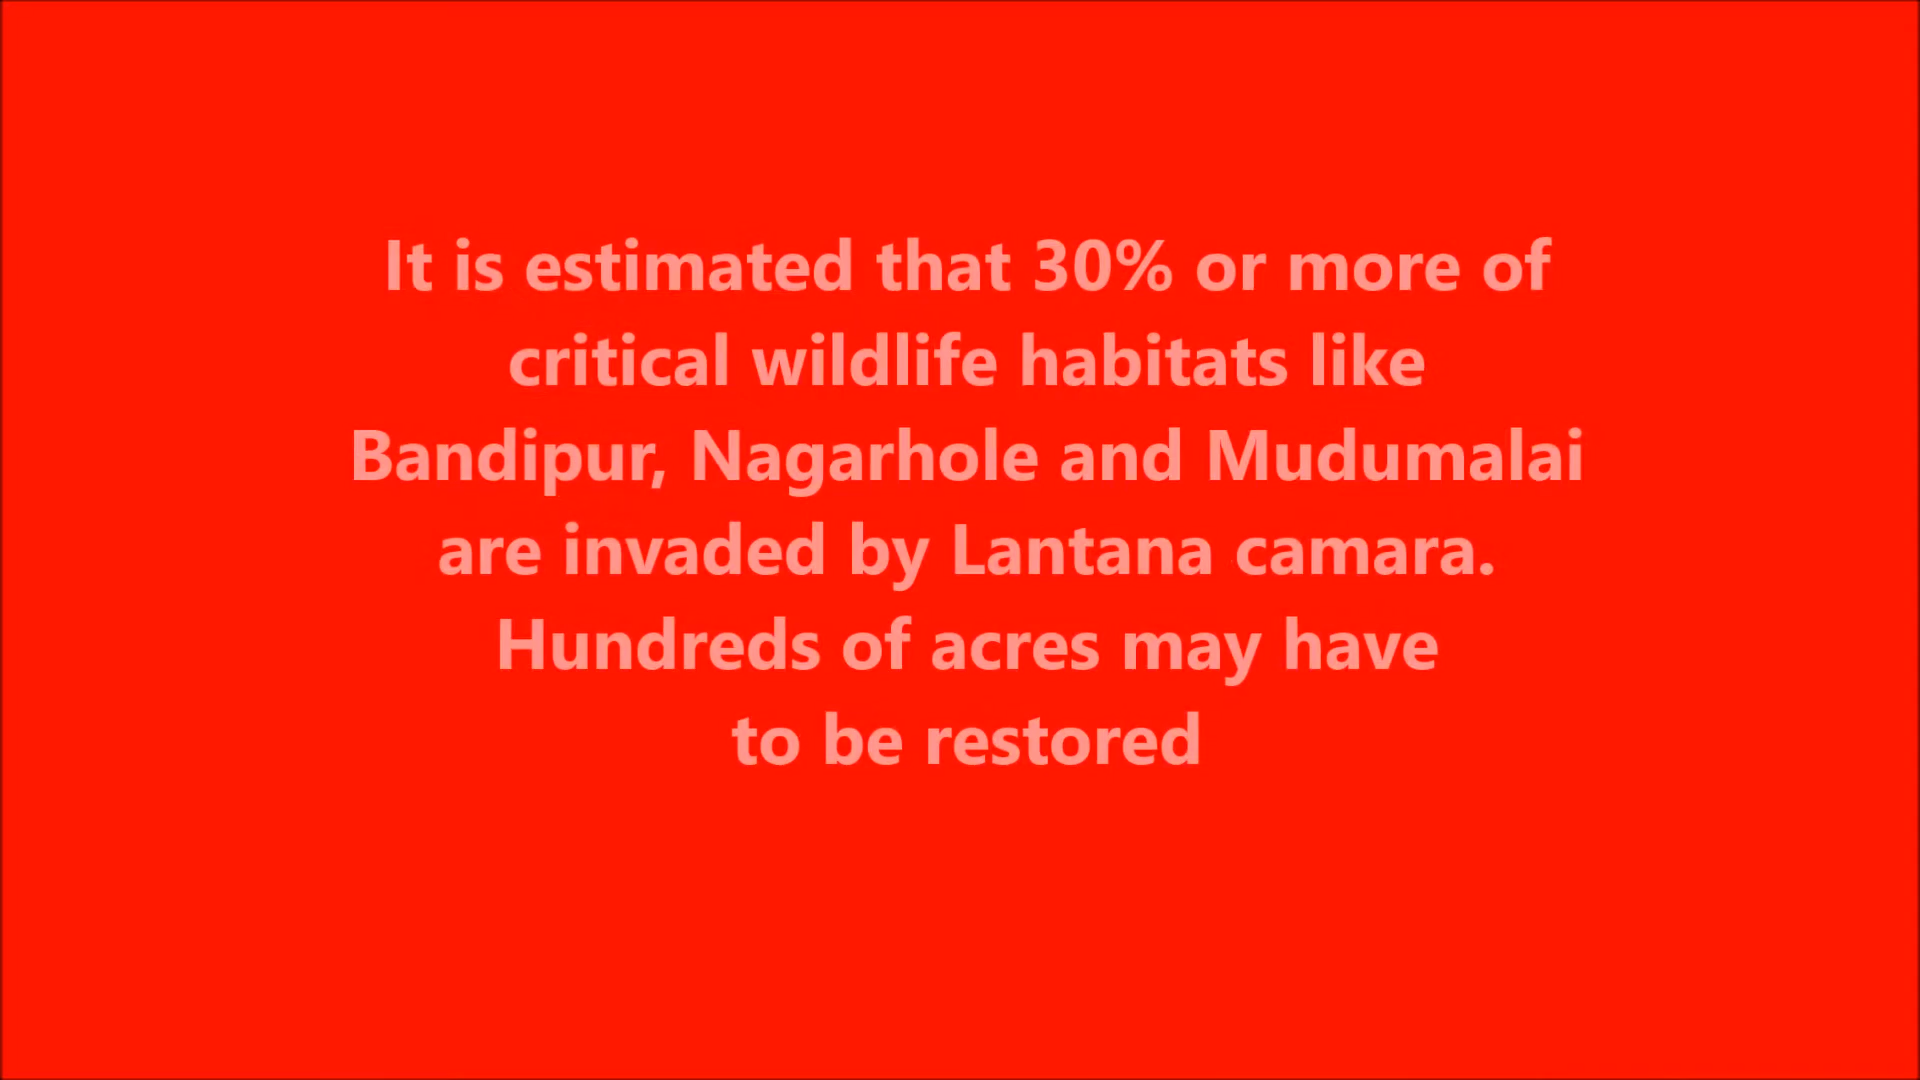 It is estimated that 30% or more of
critical wildlife habitats like
Bandipur, Nagarhole and Mudumalai
are invaded by Lantana camara.
Hundreds of acres may have
to be restored